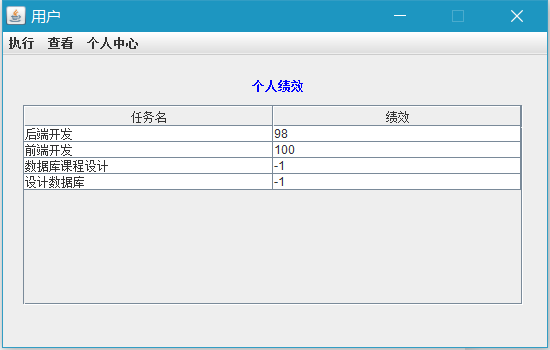 用户
执行 查看 个人中心
个人绩效
任务名 绩效
后端开发 98
前端开发 100
数据库课程设计 -1
设计数据库 -1